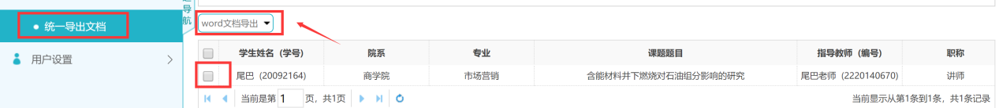 导
航
统一导出文档
word文档导出
用户设置
学生姓名（学号） 院系 专业 课题题目 指导教师（编号） 职称
尾巴（20092164） 商学院 市场营销 含能材料井下燃烧对石油组分影响的研究 尾巴老师（2220140670） 讲师
当前是第 1 页，共1页 当前显示从第1条到1条，共1条记录